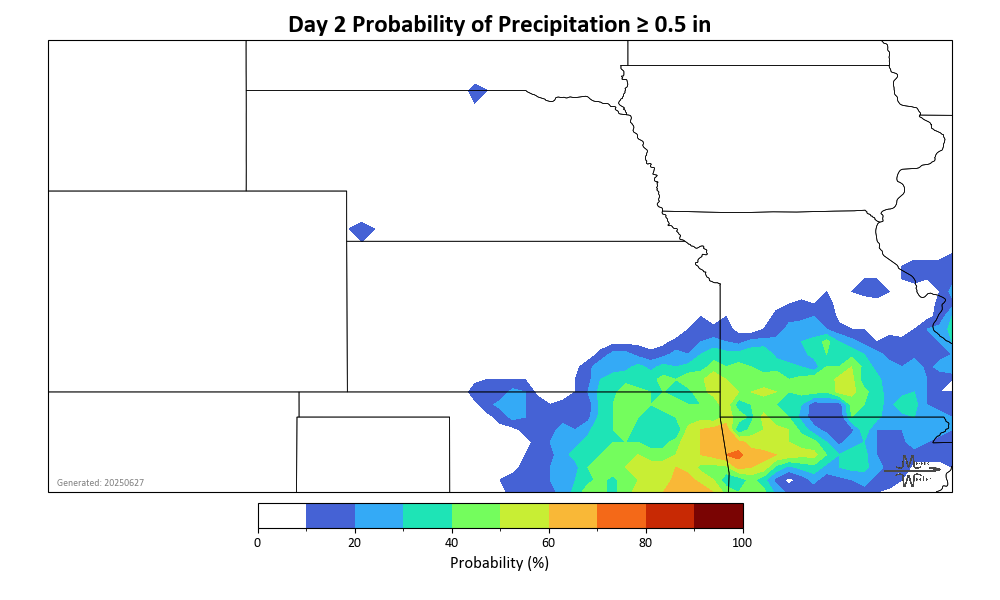 Day 2 Probability of Precipitation ≥ 0.5 in
Generated: 20250627
0 20 40 60 80 100
Probability (%)